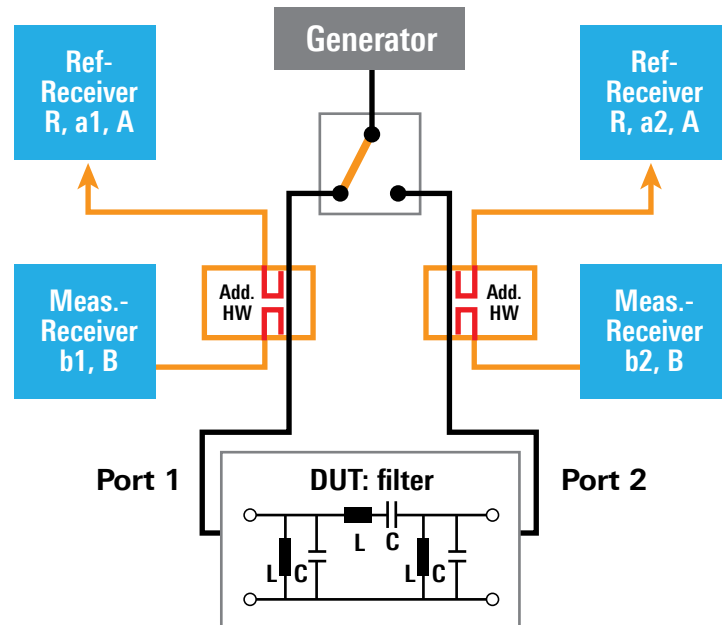 Generator
Ref-
Receiver
R, a1, A
Ref-
Receiver
R, a2, A
Meas.-
Receiver
b1, B
Add.
HW
Add.
HW
Meas.-
Receiver
b2, B
Port 1
DUT: filter
Port 2
L
C
L
C
L
C